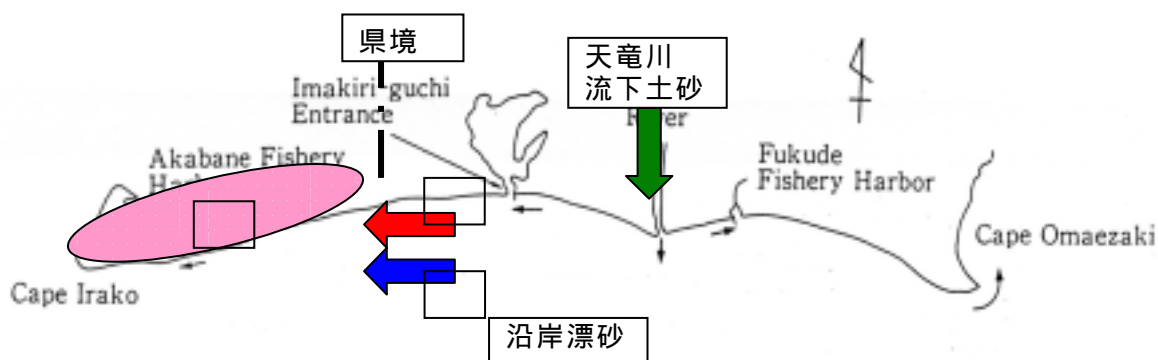 県境
天竜川
流下土砂
Imakiri-guchi
Entrance
River
Akabane Fishery
Fukude
Fishery Harbor
Cape Omaezaki
Cape Irako
沿岸漂砂